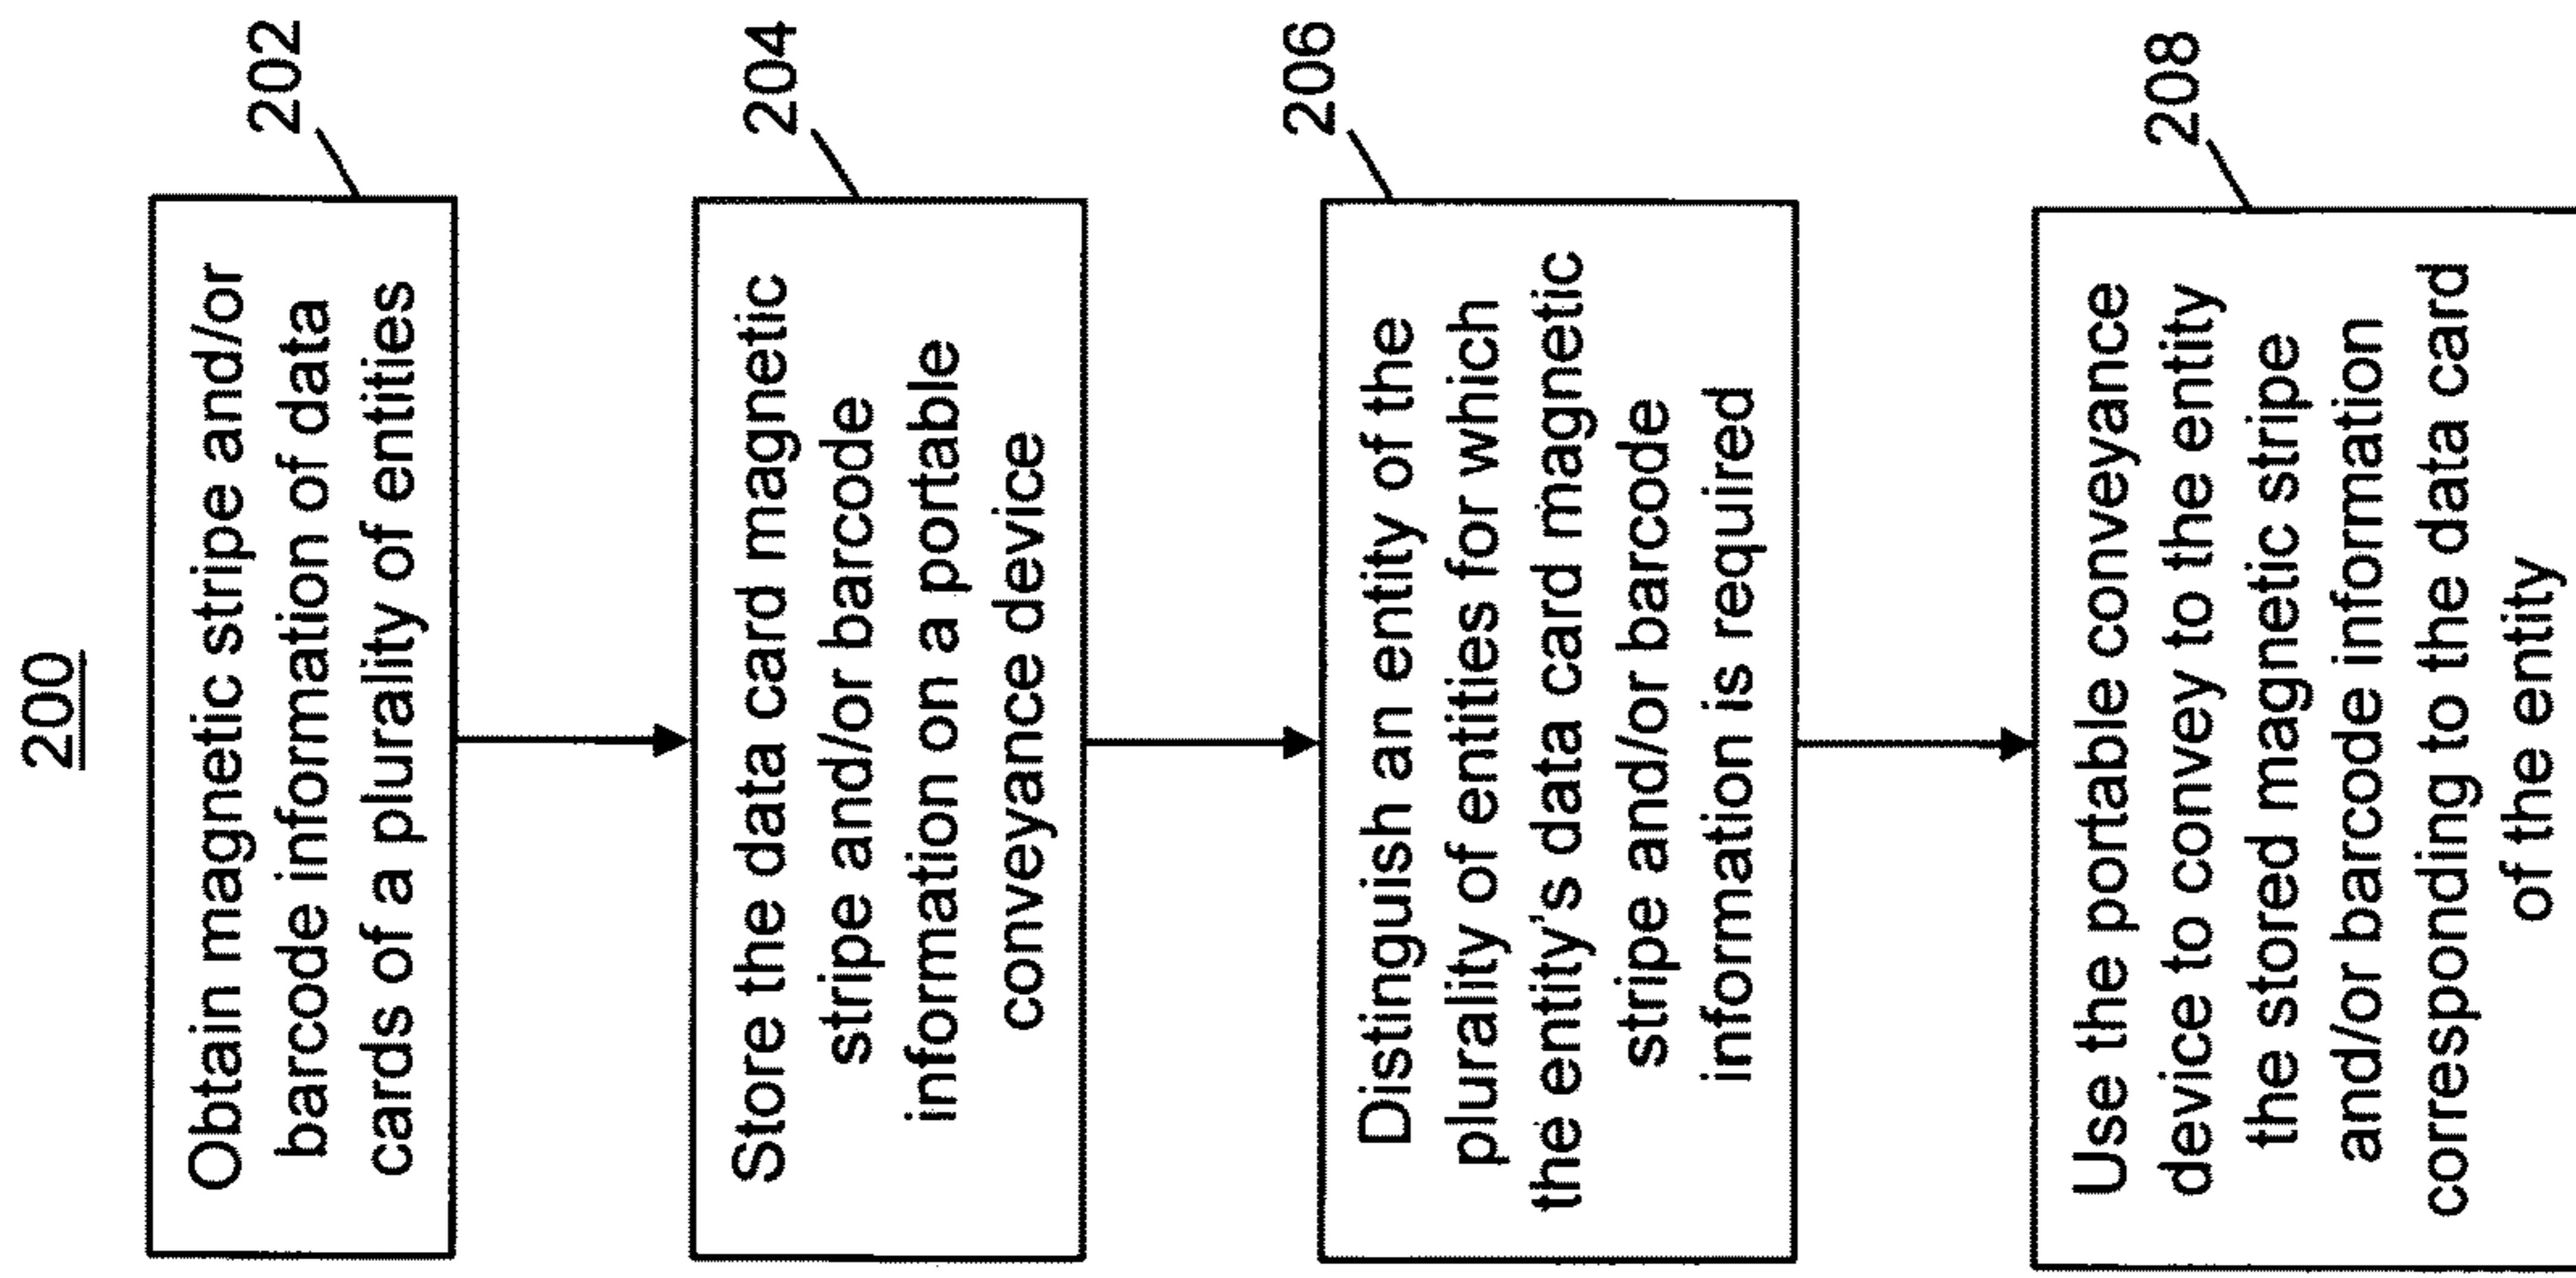 200
202
Obtain magnetic stripe and/or
barcode information of data
cards of a plurality of entities
204
Store the data card magnetic
stripe and/or barcode
information on a portable
conveyance device
206
Distinguish an entity of the
plurality of entities for which
the entity's data card magnetic
stripe and/or barcode
information is required
208
Use the portable conveyance
device to convey to the entity
the stored magnetic stripe
and/or barcode information
corresponding to the data card
of the entity